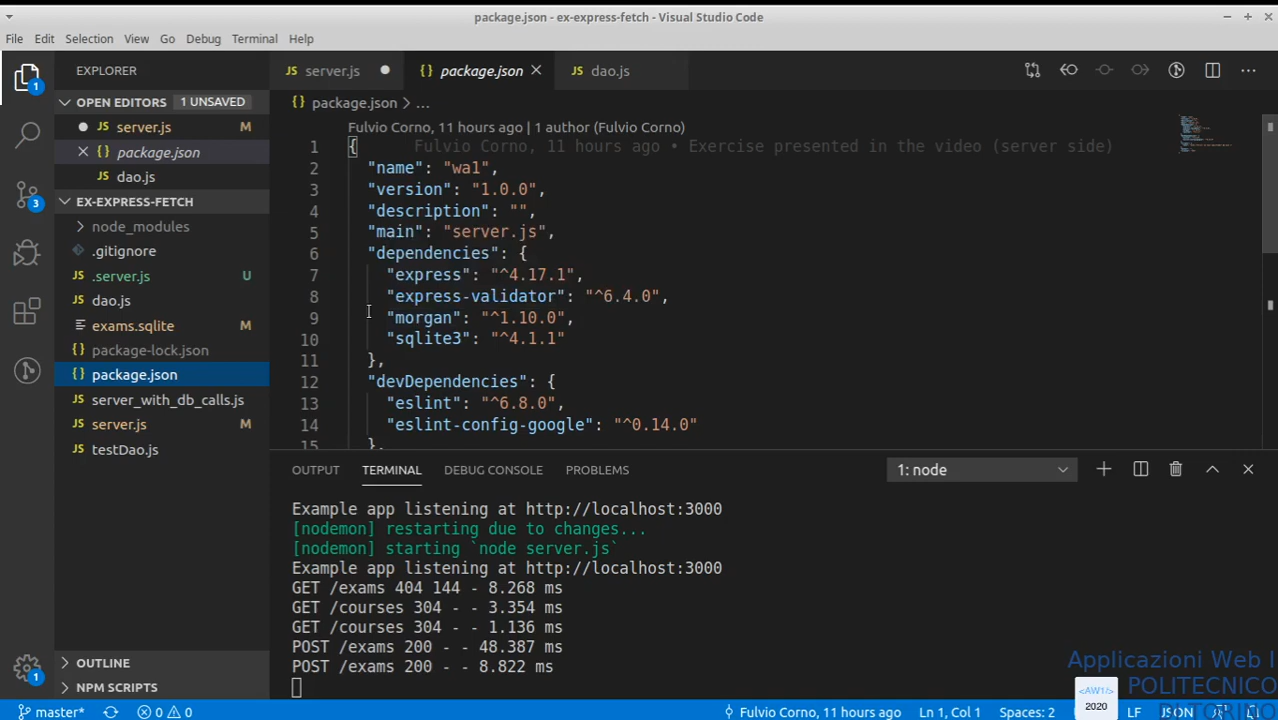 package.json - ex-express-fetch - Visual Studio Code
File Edit Selection View Go Debug Terminal Help
EXPLORER
server.js
{ } package.json
JS dao.js
OPEN EDITORS 1 UNSAVED
JS server.js M
{ } package.json
JS dao.js
EX-EXPRESS-FETCH
node_modules
.gitignore
JS .server.js U
JS dao.js
exams.sqlite
{ } package-lock.json
{ } package.json
JS server_with_db_calls.js
JS server.js M
JS testDao.js
OUTLINE
NPM SCRIPTS
1
3
1
{ } package.json > ...
Fulvio Corno, 11 hours ago | 1 author (Fulvio Corno)
1 { Fulvio Corno, 11 hours ago • Exercise presented in the video (server side)
2 "name": "wa1",
3 "version": "1.0.0",
4 "description": "",
5 "main": "server.js",
6 "dependencies": {
7 "express": "^4.17.1",
8 "express-validator": "^6.4.0",
9 "morgan": "^1.10.0",
10 "sqlite3": "^4.1.1"
11 },
12 "devDependencies": {
13 "eslint": "^6.8.0",
14 "eslint-config-google": "^0.14.0"
15 },
OUTPUT TERMINAL DEBUG CONSOLE PROBLEMS 1: node
Example app listening at http://localhost:3000
[nodemon] restarting due to changes...
[nodemon] starting `node server.js`
Example app listening at http://localhost:3000
GET /exams 404 144 - 8.268 ms
GET /courses 304 - - 3.354 ms
GET /courses 304 - - 1.136 ms
POST /exams 200 - - 48.387 ms
POST /exams 200 - - 8.822 ms
Applicazioni Web I
POLITECNICO
DI TORINO
<AW1/>
2020
master* 0 0 Fulvio Corno, 11 hours ago Ln 1, Col 1 Spaces: 2 LF JSON